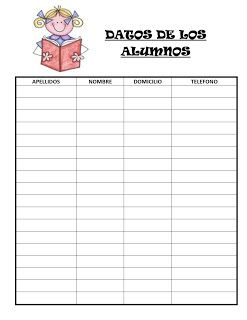 DATOS DE LOS
ALUMNOS
APELLIDOS NOMBRE DOMICILIO TELEFONO